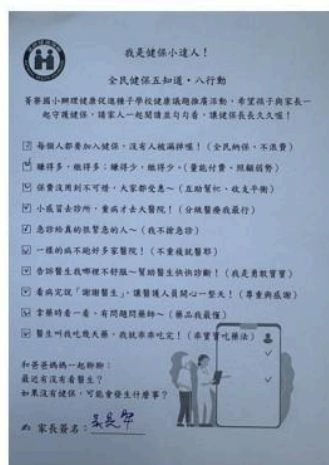 我是健保小達人！
全民健保五知道・八行動
國小辦理健康促進種子學校健康議題推廣活動，希望孩子與家長一
起守護健保，請家人一起閱讀並勾勾看，讓健保長長久久喔！
每個人都要加入健保，沒有人被漏掉喔！（全民納保、不浪費）
賺得多，繳得多；賺得少，繳得少。（量能付費、照顧弱勢）
保費沒用到不可惜，大家都受惠～（互助幫忙、收支平衡）
小感冒去診所，重病才去大醫院！（分級醫療我最行）
急診給真的很緊急的人～（我不搶急診）
一樣的病不跑好多家醫院！（不重複就醫耶）
告訴醫生我哪裡不舒服～幫助醫生快快診斷！（我是勇敢寶寶）
看病完說「謝謝醫生」，讓醫護人員開心一整天！（尊重與感謝）
拿藥時看一看，有問題問藥師～（藥品我最懂）
醫生叫我吃幾天藥，我就乖乖吃完！（乖寶寶吃藥法）
和爸爸媽媽一起聊聊：
最近有沒有看醫生？
如果沒有健保，可能會發生什麼事？
家長簽名：